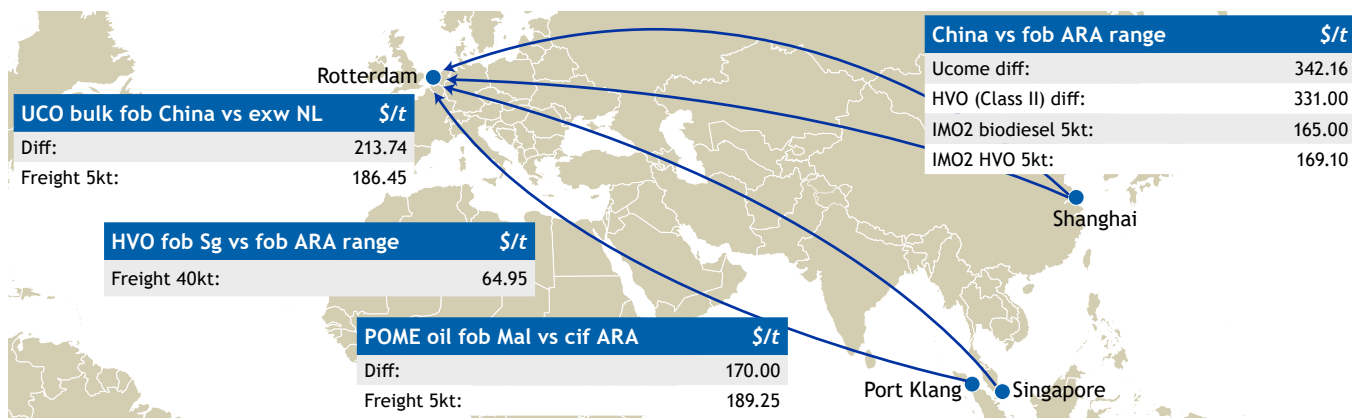 China vs fob ARA range $/t
Ucome diff: 342.16
HVO (Class II) diff: 331.00
IMO2 biodiesel 5kt: 165.00
IMO2 HVO 5kt: 169.10
Rotterdam
UCO bulk fob China vs exw NL $/t
Diff: 213.74
Freight 5kt: 186.45
Shanghai
HVO fob Sg vs fob ARA range $/t
Freight 40kt: 64.95
POME oil fob Mal vs cif ARA $/t
Diff: 170.00
Freight 5kt: 189.25
Port Klang
Singapore